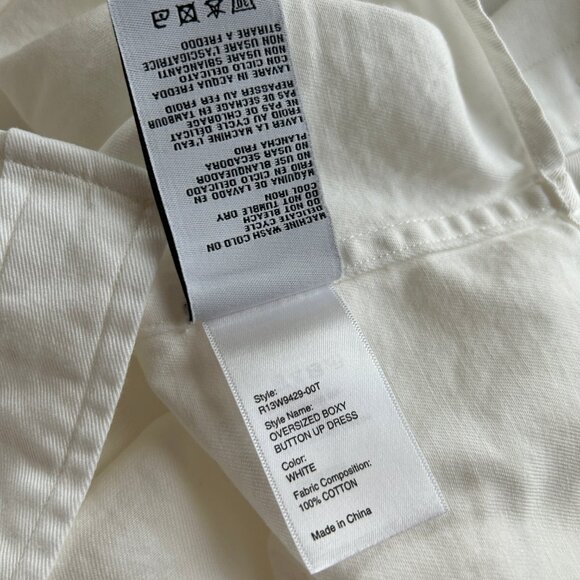 MACHINE WASH COLD ON
DELICATE CYCLE
DO NOT BLEACH
DO NOT TUMBLE DRY
COOL IRON
MAQUINA DE LAVADO EN
FRIO EN CICLO DELICADO
NO USE
NO USAR SECADORA
PLANCHA FRIO
LAVER LA MACHINE L'EAU
FROID AU CYCLE DELICAT
PAS DE CHLORAGE
NE PAS DE SECAGE EN TAMBOUR
REPASSER AU FER FROID
LAVARE IN ACQUA FREDDA
CON CICLO DELICATO
NON USARE SBIANCANTI
NON USARE L'ASCIGATRICE
STIRARE A FREDDO
Style:
R13W9429-00T
Style Name:
OVERSIZED BOXY
BUTTON UP DRESS
Color:
WHITE
Fabric Composition:
100% COTTON
Made in China